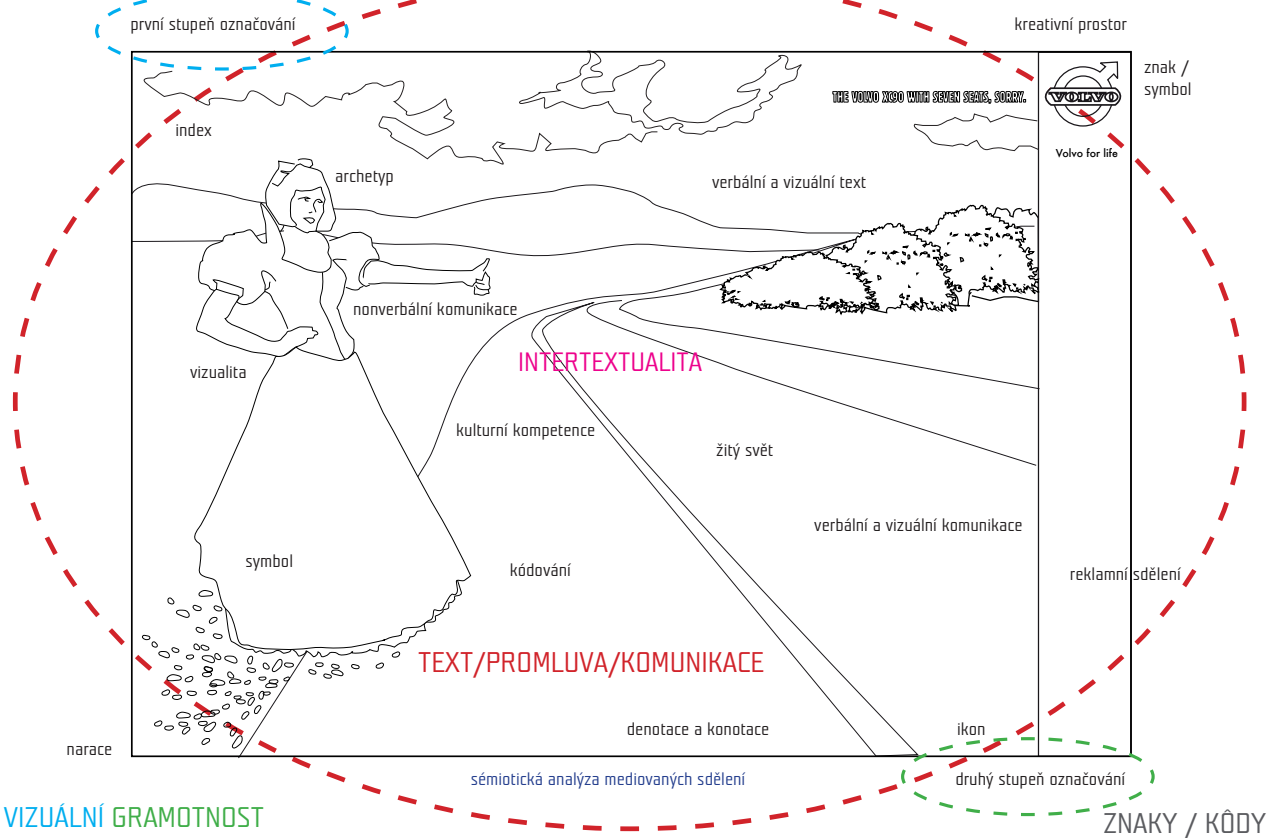 první stupeň označování
kreativní prostor
znak /
symbol
THE VOLVO XC90 WITH SEVEN SEATS, SORRY.
VOLVO
Volvo for life
index
archetyp
verbální a vizuální text
nonverbální komunikace
INTERTEXTUALITA
vizualita
kulturní kompetence
žitý svět
verbální a vizuální komunikace
symbol
kódování
reklamní sdělení
TEXT/PROMLUVA/KOMUNIKACE
denotace a konotace
ikon
narace
sémiotická analýza mediovaných sdělení
druhý stupeň označování
VIZUÁLNÍ GRAMOTNOST
ZNAKY / KÔDY